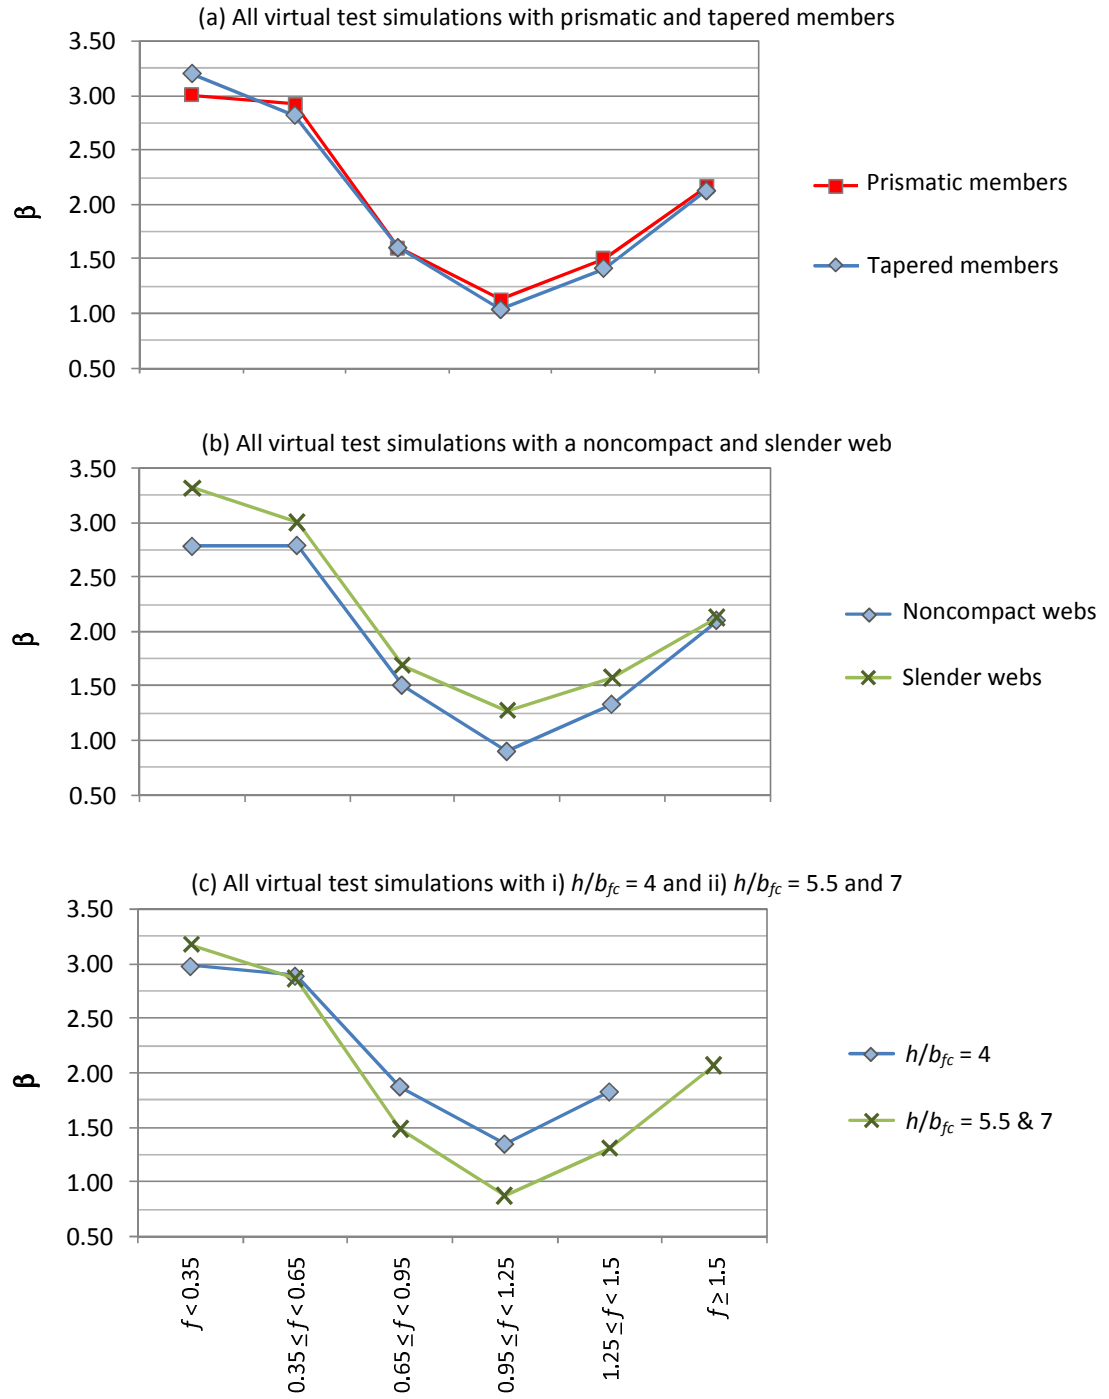 (a) All virtual test simulations with prismatic and tapered members
3.50
3.00
2.50
2.00
1.50
1.00
0.50
β
Prismatic members
Tapered members
(b) All virtual test simulations with a noncompact and slender web
3.50
3.00
2.50
2.00
1.50
1.00
0.50
β
Noncompact webs
Slender webs
(c) All virtual test simulations with i) h/bfc = 4 and ii) h/bfc = 5.5 and 7
3.50
3.00
2.50
2.00
1.50
1.00
0.50
β
h/bfc = 4
h/bfc = 5.5 & 7
f < 0.35
0.35 ≤ f < 0.65
0.65 ≤ f < 0.95
0.95 ≤ f < 1.25
1.25 ≤ f < 1.5
f ≥ 1.5